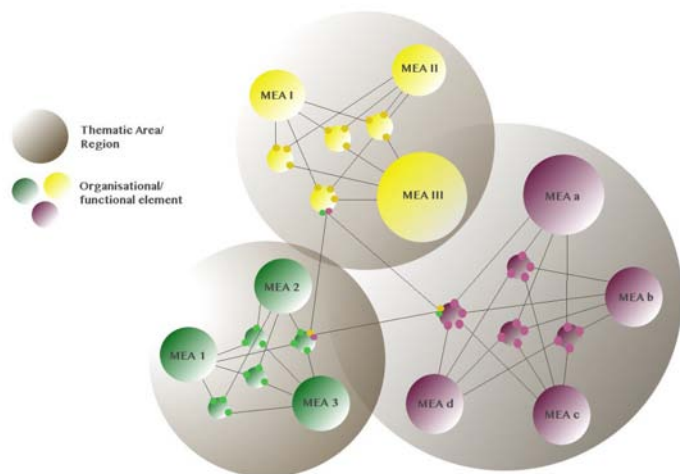 MEA II
MEA I
Thematic Area/
Region
Organisational/
functional element
MEA III
MEA a
MEA b
MEA 2
MEA 1
MEA 3
MEA d
MEA c